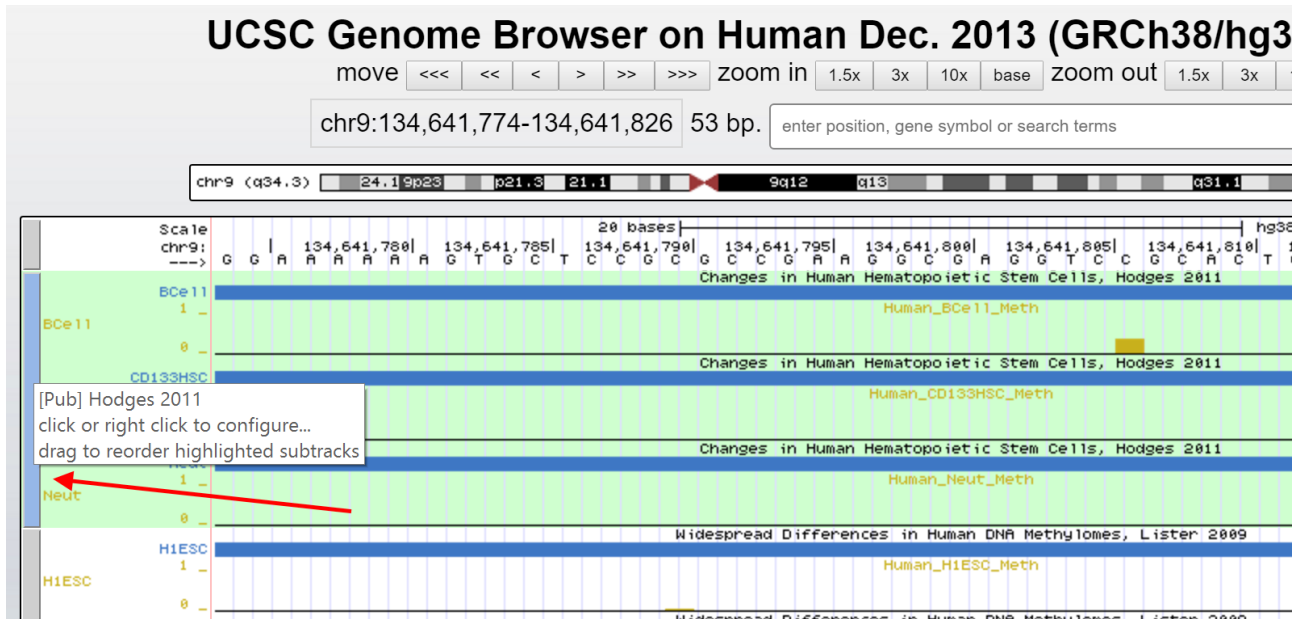 UCSC Genome Browser on Human Dec. 2013 (GRCh38/hg3
move <<< << < > >> >>> zoom in 1.5x 3x 10x base zoom out 1.5x 3x
chr9:134,641,774-134,641,826 53 bp. enter position, gene symbol or search terms
chr9 (q34.3) 24.1 9p23 p21.3 21.1 9q12 q13 q31.1
Scale 20 bases hg38
chr9: 134,641,780| 134,641,785| 134,641,790| 134,641,795| 134,641,800| 134,641,805| 134,641,810|
---> G G A A A A A A G T G C T C C G C G C C G A A G G C G A G G T C C C G C A C T
Changes in Human Hematopoietic Stem Cells, Hodges 2011
BCell
1 _ Human_BCell_Meth
BCell
0 _
Changes in Human Hematopoietic Stem Cells, Hodges 2011
CD133HSC
Human_CD133HSC_Meth
[Pub] Hodges 2011
click or right click to configure...
drag to reorder highlighted subtracks
Changes in Human Hematopoietic Stem Cells, Hodges 2011
1 _ Human_Neut_Meth
Neut
0 _
Widespread Differences in Human DNA Methylomes, Lister 2009
H1ESC
1 _ Human_H1ESC_Meth
H1ESC
0 _